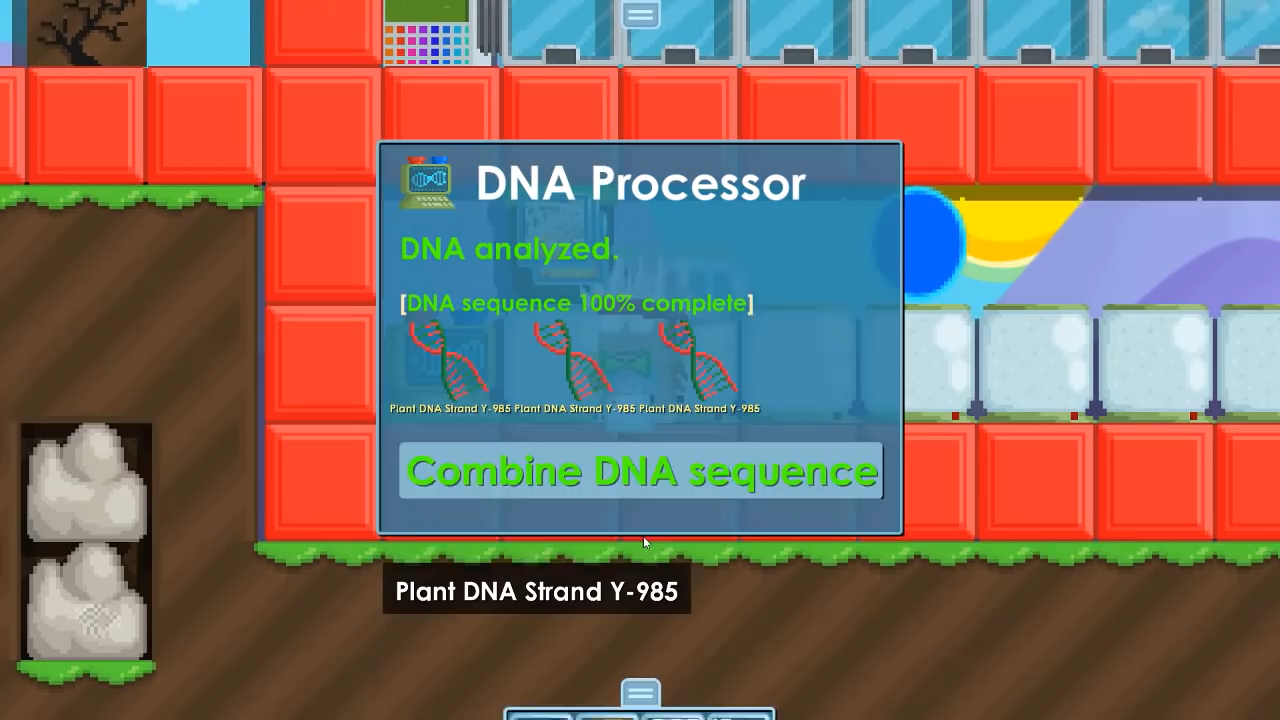 DNA Processor
DNA analyzed.
[DNA sequence 100% complete]
Plant DNA Strand Y-985 Plant DNA Strand Y-985 Plant DNA Strand Y-985
Combine DNA sequence
Plant DNA Strand Y-985